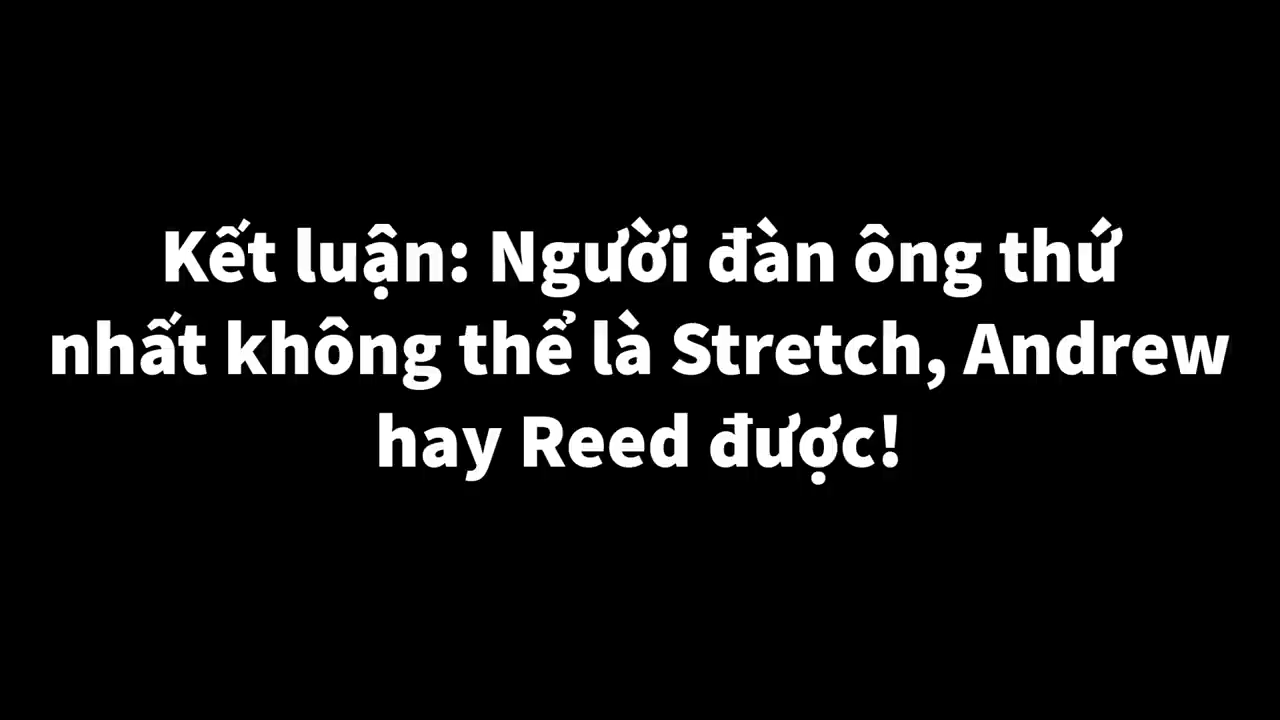 Kết luận: Người đàn ông thứ
nhất không thể là Stretch, Andrew
hay Reed được!